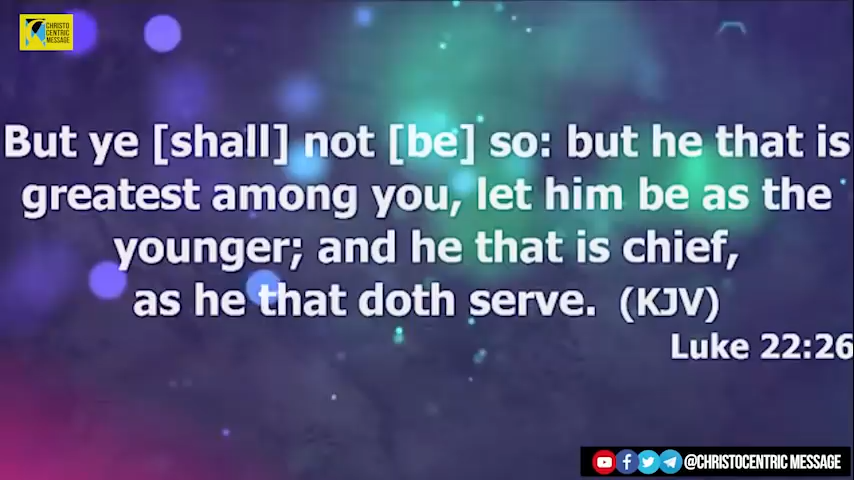 CHRISTO
CENTRIC
MESSAGE
But ye [shall] not [be] so: but he that is
greatest among you, let him be as the
younger; and he that is chief,
as he that doth serve. (KJV)
Luke 22:26
@CHRISTOCENTRIC MESSAGE